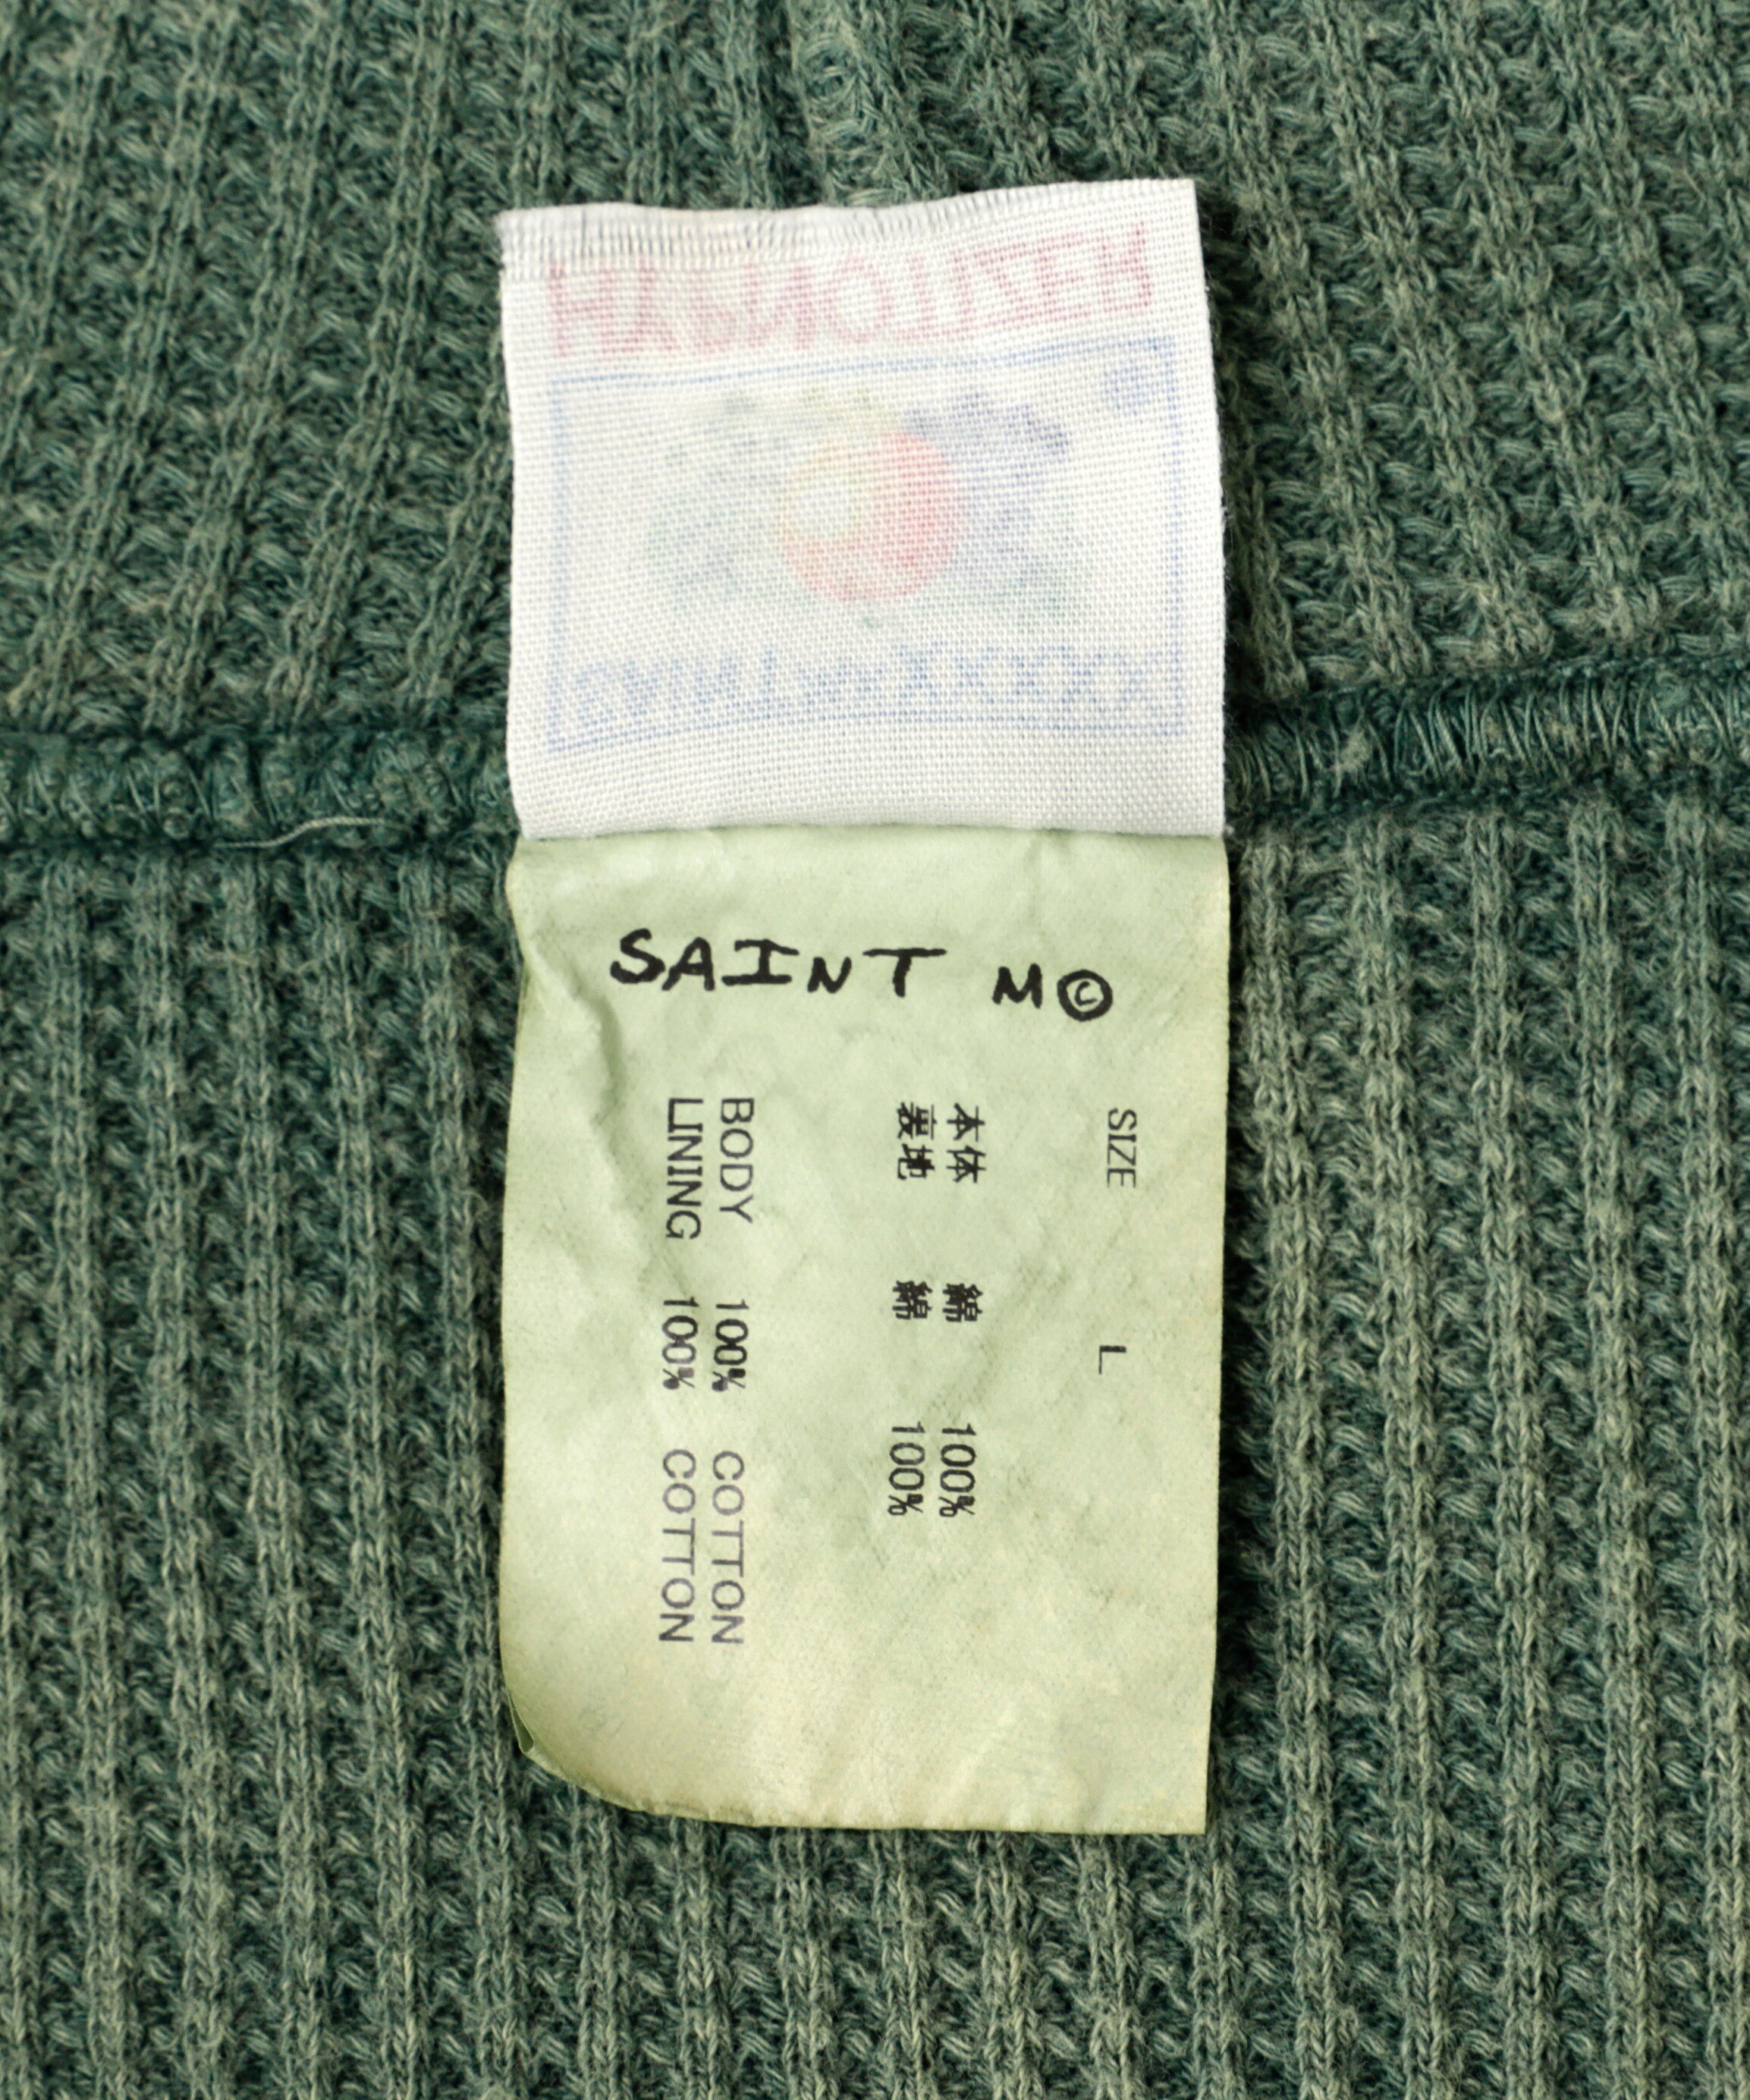 SAINT M©
SIZE L
本体 綿 100%
裏地 綿 100%
BODY 100% COTTON
LINING 100% COTTON